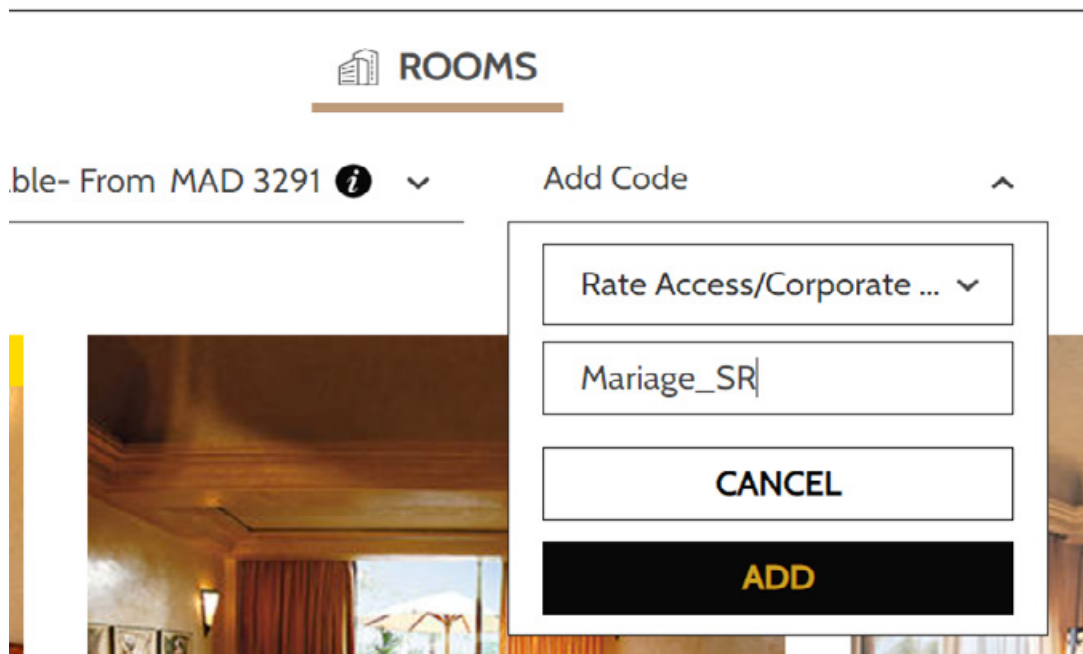 ROOMS
ble- From MAD 3291 i
Add Code
Rate Access/Corporate ...
Mariage_SR
CANCEL
ADD